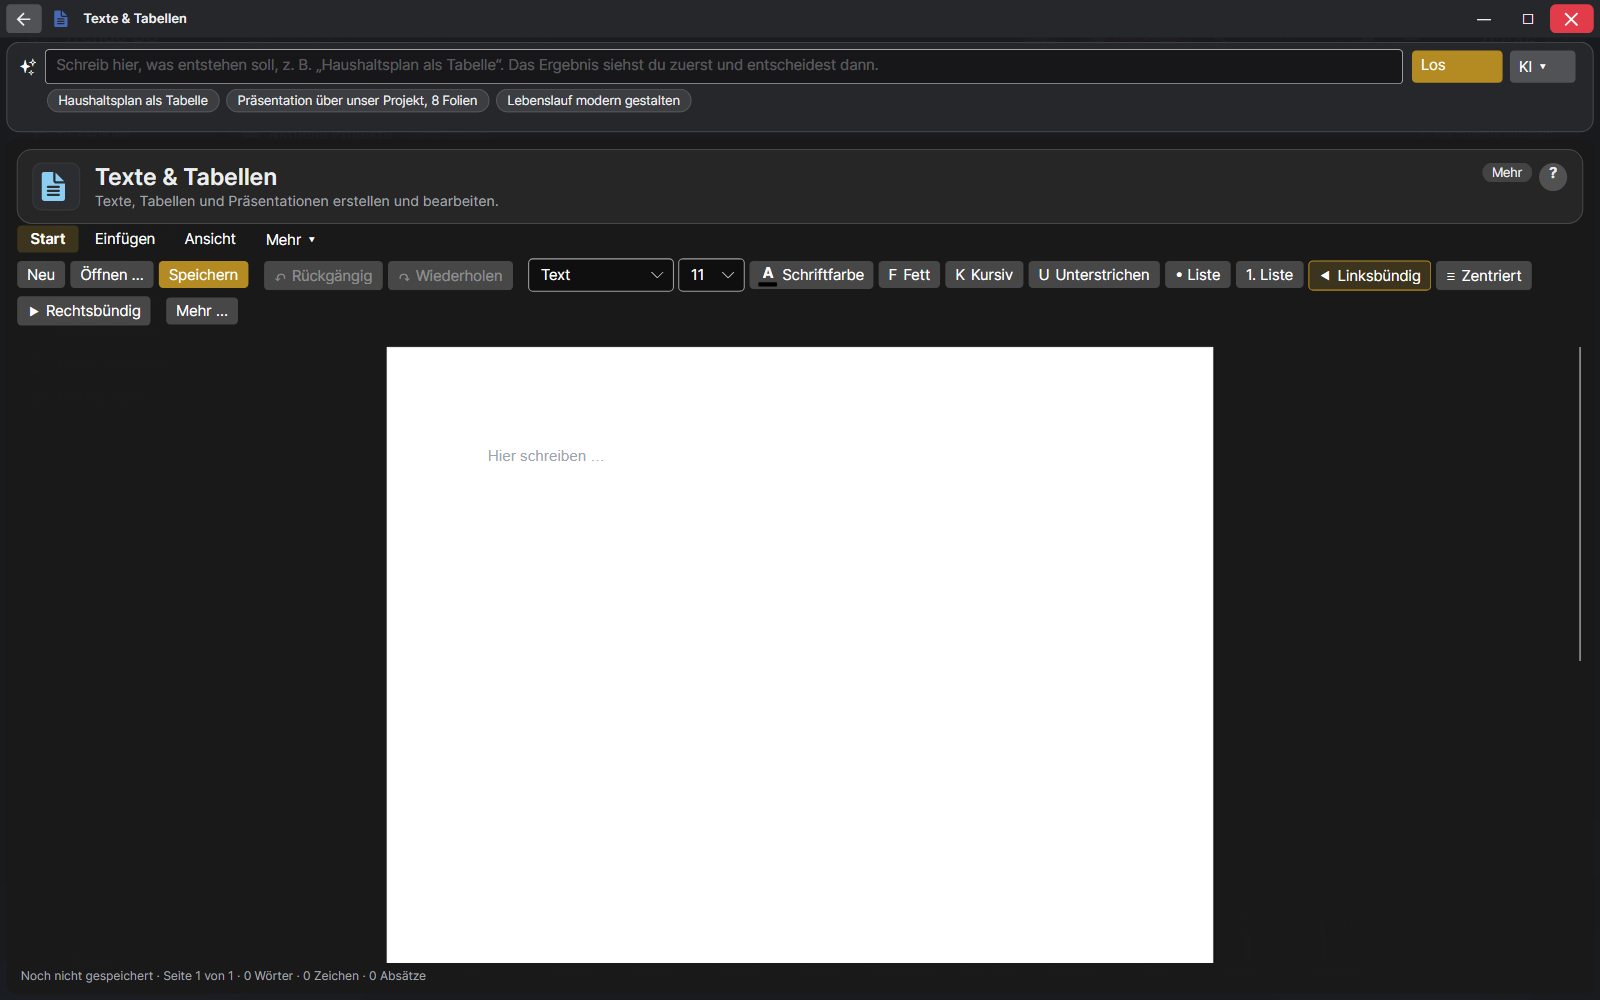 Texte & Tabellen
Schreib hier, was entstehen soll, z. B. „Haushaltsplan als Tabelle“. Das Ergebnis siehst du zuerst und entscheidest dann.
Los
KI
Haushaltsplan als Tabelle
Präsentation über unser Projekt, 8 Folien
Lebenslauf modern gestalten
Texte & Tabellen
Texte, Tabellen und Präsentationen erstellen und bearbeiten.
Mehr
?
Start Einfügen Ansicht Mehr
Neu Öffnen ... Speichern Rückgängig Wiederholen Text 11 A Schriftfarbe F Fett K Kursiv U Unterstrichen • Liste 1. Liste Linksbündig Zentriert
Rechtsbündig Mehr ...
Hier schreiben ...
Noch nicht gespeichert · Seite 1 von 1 · 0 Wörter · 0 Zeichen · 0 Absätze